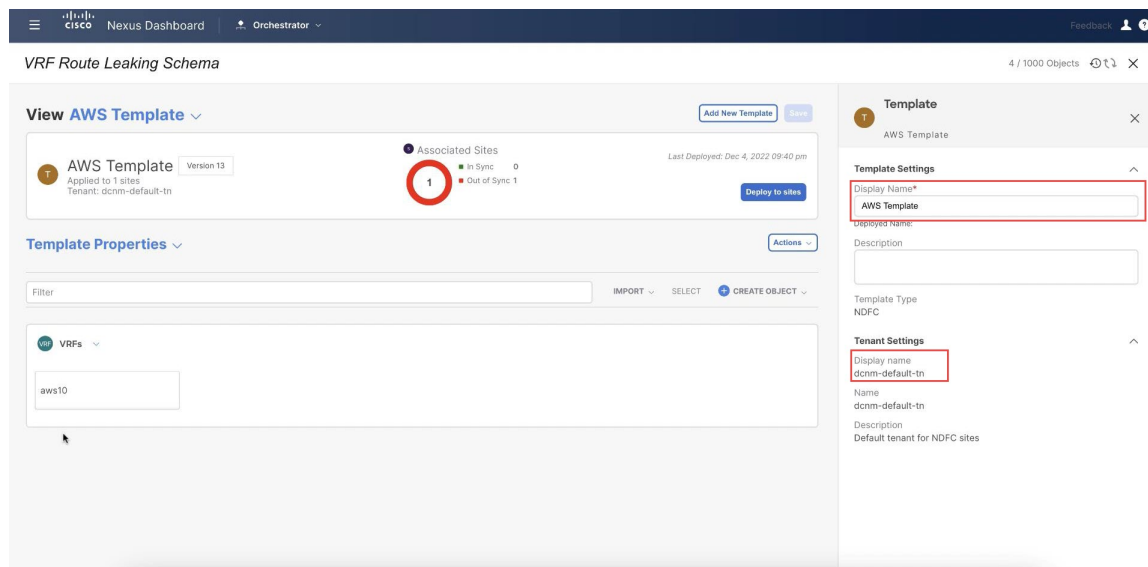 cisco Nexus Dashboard Orchestrator Feedback
VRF Route Leaking Schema 4 / 1000 Objects
View AWS Template Add New Template Save
T AWS Template Version 13
Applied to 1 sites
Tenant: dcnm-default-tn
Associated Sites
1 In Sync 0
Out of Sync 1
Last Deployed: Dec 4, 2022 09:40 pm
Deploy to sites
Template Properties Actions
Filter IMPORT SELECT CREATE OBJECT
VRF VRFs
aws10
T Template
AWS Template
Template Settings
Display Name*
AWS Template
Deployed Name:
Description
Template Type
NDFC
Tenant Settings
Display name
dcnm-default-tn
Name
dcnm-default-tn
Description
Default tenant for NDFC sites